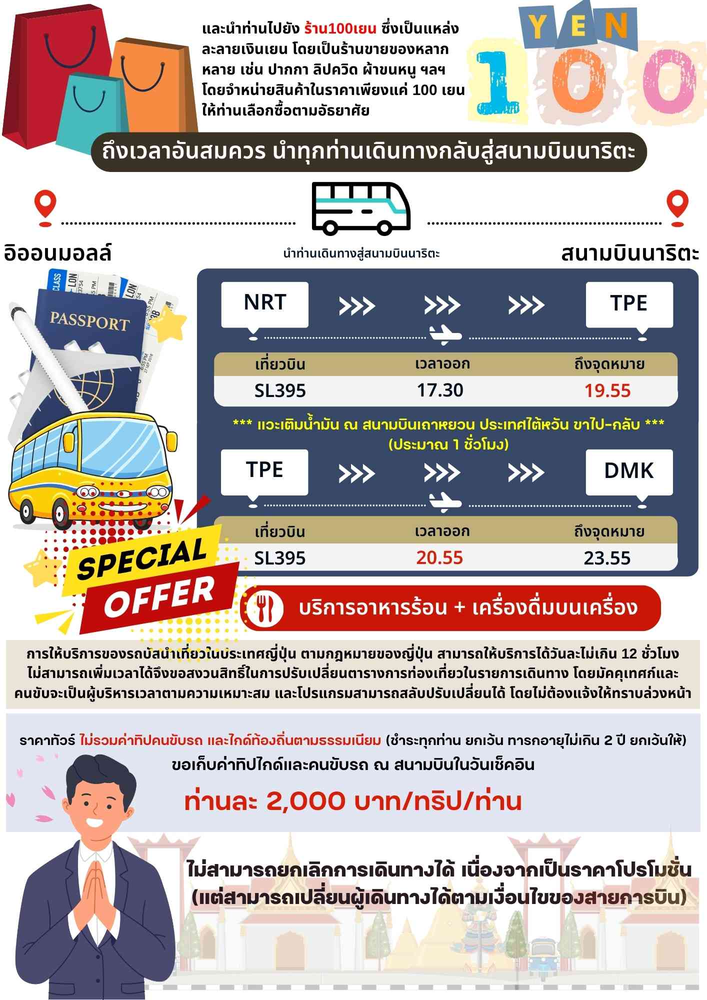 และนำท่านไปยัง ร้าน100เยน ซึ่งเป็นแหล่ง
ละลายเงินเยน โดยเป็นร้านขายของหลาก
หลาย เช่น ปากกา ลิปควิด ผ้าขนหนู ฯลฯ
โดยจำหน่ายสินค้าในราคาเพียงแค่ 100 เยน
ให้ท่านเลือกซื้อตามอัธยาศัย
YEN
100
ถึงเวลาอันสมควร นำทุกท่านเดินทางกลับสู่สนามบินนาริตะ
อิออนมอลล์
นำท่านเดินทางสู่สนามบินนาริตะ
สนามบินนาริตะ
CLASS
LON
LON
PASSPORT
NRT
TPE
เที่ยวบิน เวลาออก ถึงจุดหมาย
SL395 17.30 19.55
*** แวะเติมน้ำมัน ณ สนามบินเถาหยวน ประเทศไต้หวัน ขาไป-กลับ ***
(ประมาณ 1 ชั่วโมง)
TPE
DMK
เที่ยวบิน เวลาออก ถึงจุดหมาย
SL395 20.55 23.55
SPECIAL
OFFER
บริการอาหารร้อน + เครื่องดื่มบนเครื่อง
การให้บริการของรถบัสนำเที่ยวในประเทศญี่ปุ่น ตามกฎหมายของญี่ปุ่น สามารถให้บริการได้วันละไม่เกิน 12 ชั่วโมง
ไม่สามารถเพิ่มเวลาได้จึงขอสงวนสิทธิ์ในการปรับเปลี่ยนตารางการท่องเที่ยวในรายการเดินทาง โดยมัคคุเทศก์และ
คนขับจะเป็นผู้บริหารเวลาตามความเหมาะสม และโปรแกรมสามารถสลับปรับเปลี่ยนได้ โดยไม่ต้องแจ้งให้ทราบล่วงหน้า
ราคาทัวร์ ไม่รวมค่าทิปคนขับรถ และไกด์ท้องถิ่นตามธรรมเนียม (ชำระทุกท่าน ยกเว้น ทารกอายุไม่เกิน 2 ปี ยกเว้นให้)
ขอเก็บค่าทิปไกด์และคนขับรถ ณ สนามบินในวันเช็คอิน
ท่านละ 2,000 บาท/ทริป/ท่าน
ไม่สามารถยกเลิกการเดินทางได้ เนื่องจากเป็นราคาโปรโมชั่น
(แต่สามารถเปลี่ยนผู้เดินทางได้ตามเงื่อนไขของสายการบิน)